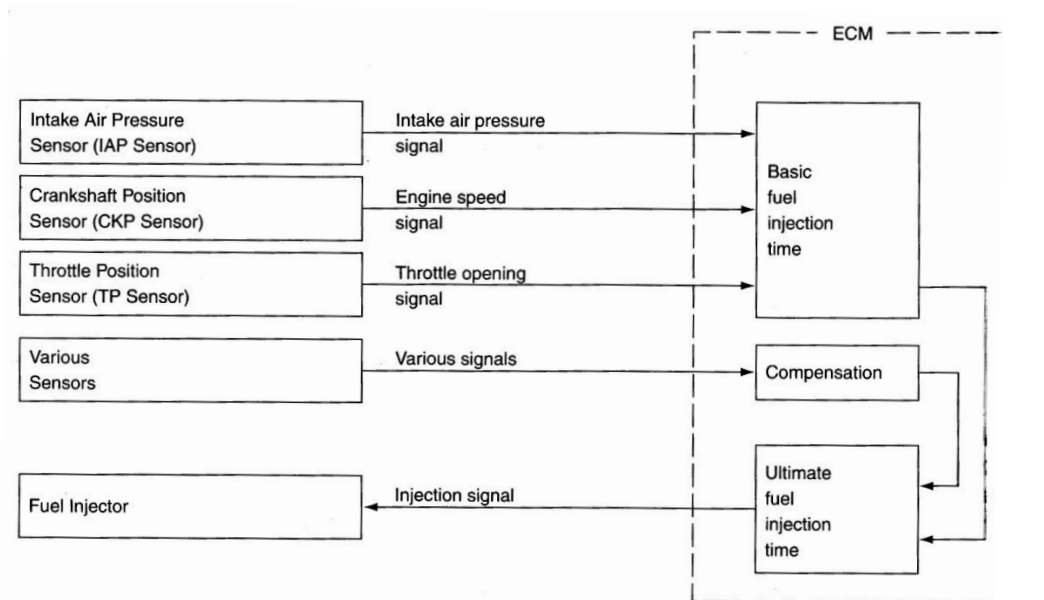 ECM
Intake Air Pressure
Sensor (IAP Sensor)
Intake air pressure
signal
Crankshaft Position
Sensor (CKP Sensor)
Engine speed
signal
Throttle Position
Sensor (TP Sensor)
Throttle opening
signal
Basic
fuel
injection
time
Various
Sensors
Various signals
Compensation
Fuel Injector
Injection signal
Ultimate
fuel
injection
time